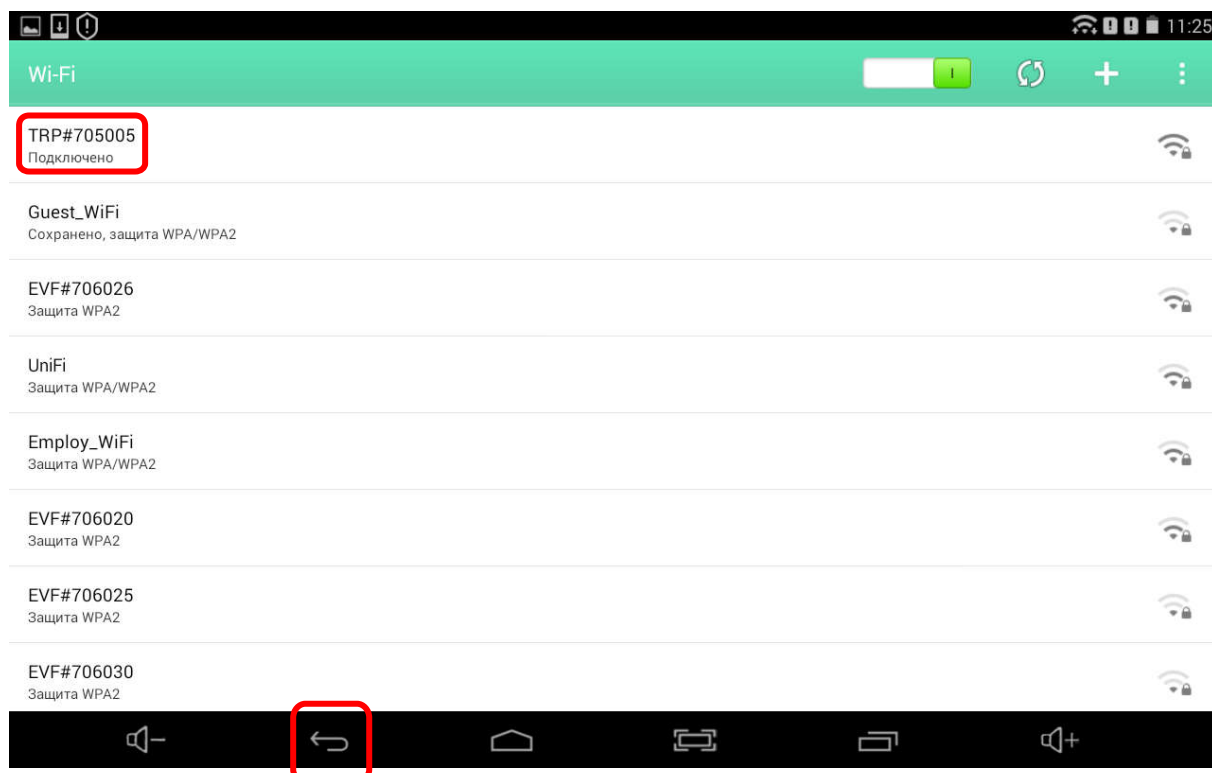 11:25
Wi-Fi
TRP#705005
Подключено
Guest_WiFi
Сохранено, защита WPA/WPA2
EVF#706026
Защита WPA2
UniFi
Защита WPA/WPA2
Employ_WiFi
Защита WPA/WPA2
EVF#706020
Защита WPA2
EVF#706025
Защита WPA2
EVF#706030
Защита WPA2